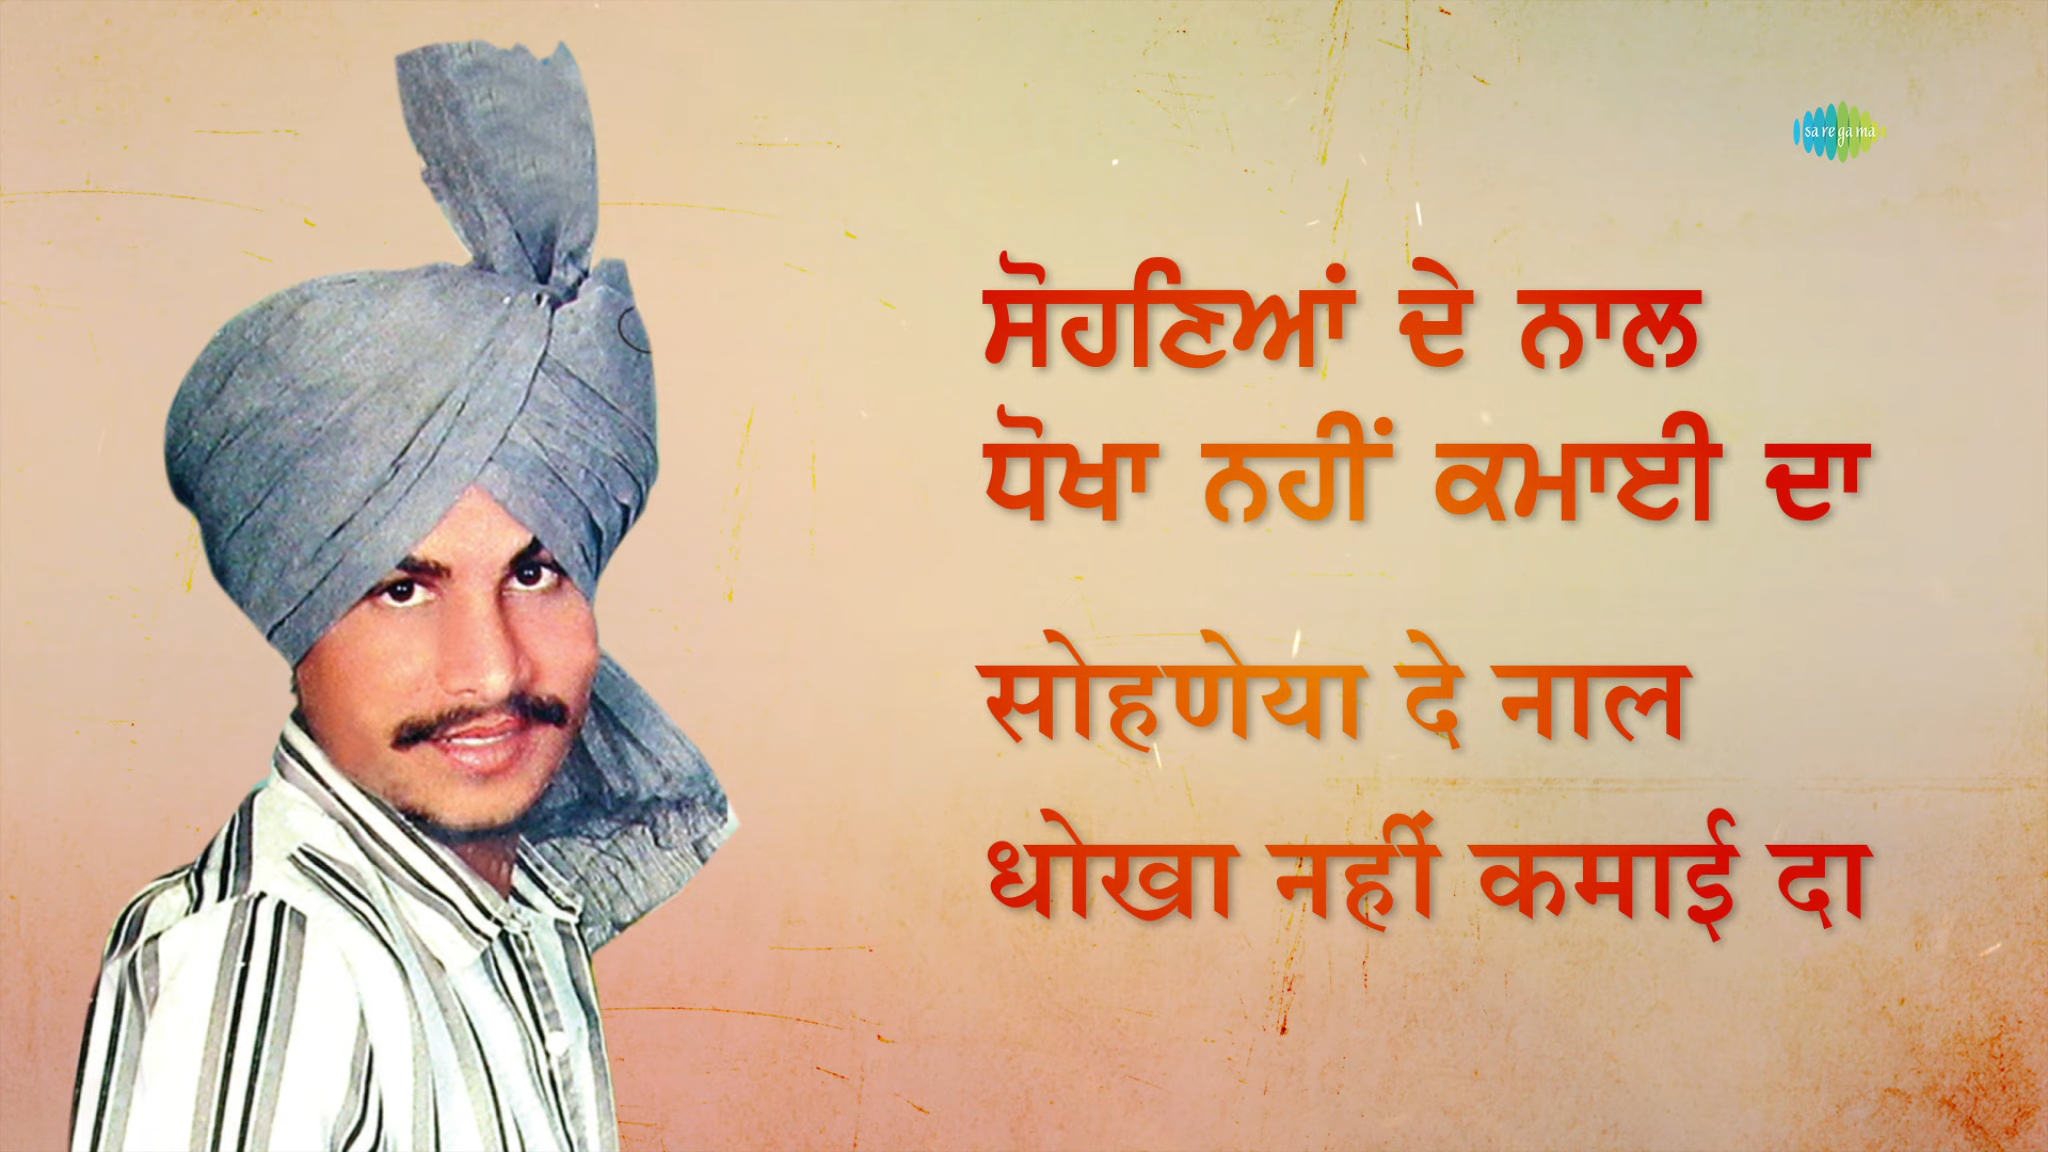 sa re ga ma
ਸੋਹਣਿਆਂ ਦੇ ਨਾਲ
ਧੋਖਾ ਨਹੀਂ ਕਮਾਈ ਦਾ
सोहणेया दे नाल
धोखा नहीं कमाई दा